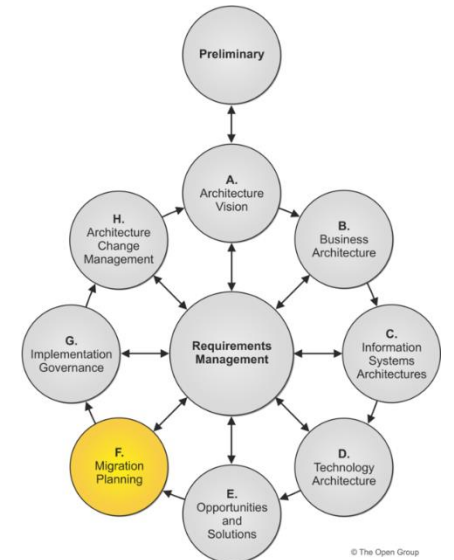 Preliminary
A.
Architecture
Vision
B.
Business
Architecture
C.
Information
Systems
Architectures
D.
Technology
Architecture
E.
Opportunities
and
Solutions
F.
Migration
Planning
G.
Implementation
Governance
H.
Architecture
Change
Management
Requirements
Management
© The Open Group